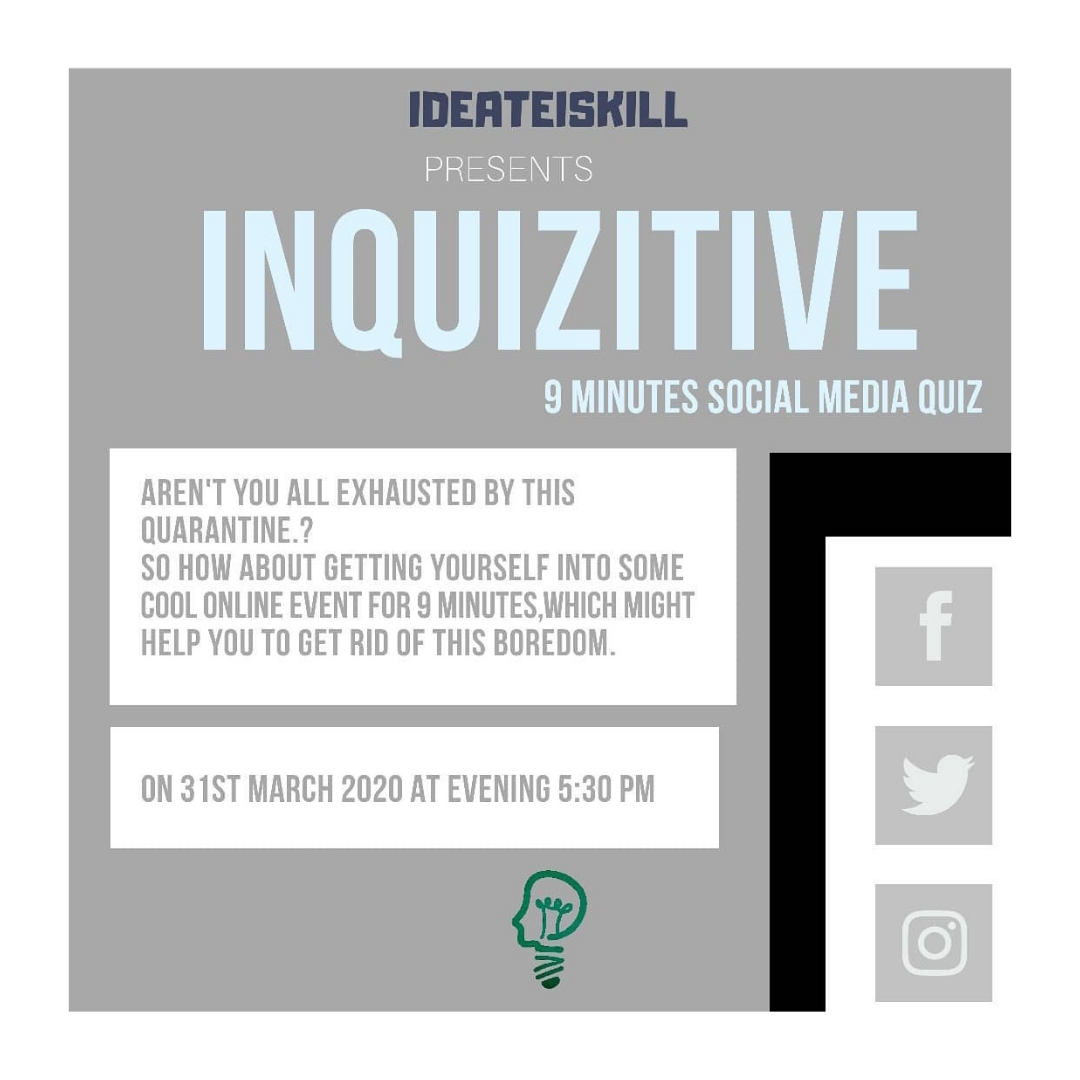 IDEATEISKILL
PRESENTS
INQUIZITIVE
9 MINUTES SOCIAL MEDIA QUIZ
AREN'T YOU ALL EXHAUSTED BY THIS
QUARANTINE.?
SO HOW ABOUT GETTING YOURSELF INTO SOME
COOL ONLINE EVENT FOR 9 MINUTES,WHICH MIGHT
HELP YOU TO GET RID OF THIS BOREDOM.
ON 31ST MARCH 2020 AT EVENING 5:30 PM